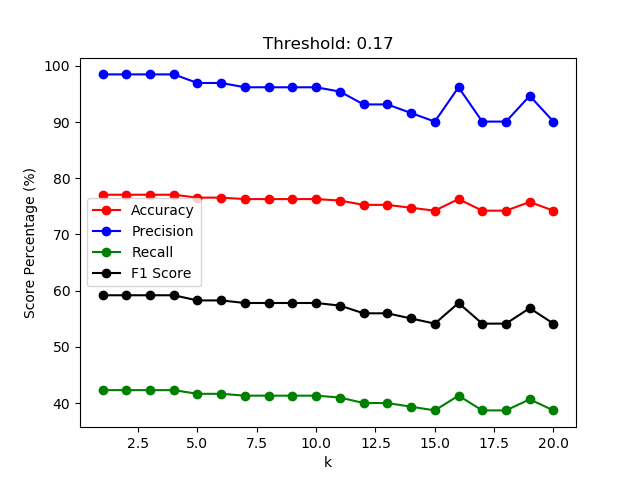 Threshold: 0.17
Score Percentage (%)
100
90
80
70
60
50
40
Accuracy
Precision
Recall
F1 Score
2.5 5.0 7.5 10.0 12.5 15.0 17.5 20.0
k